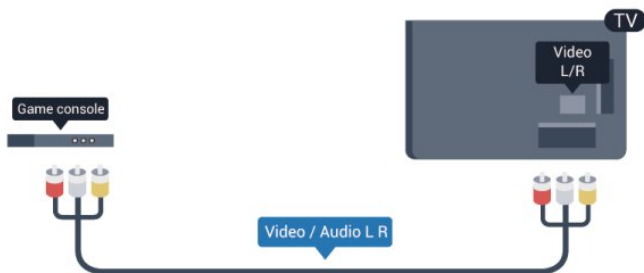 TV
Video
L/R
Game console
Video / Audio L R